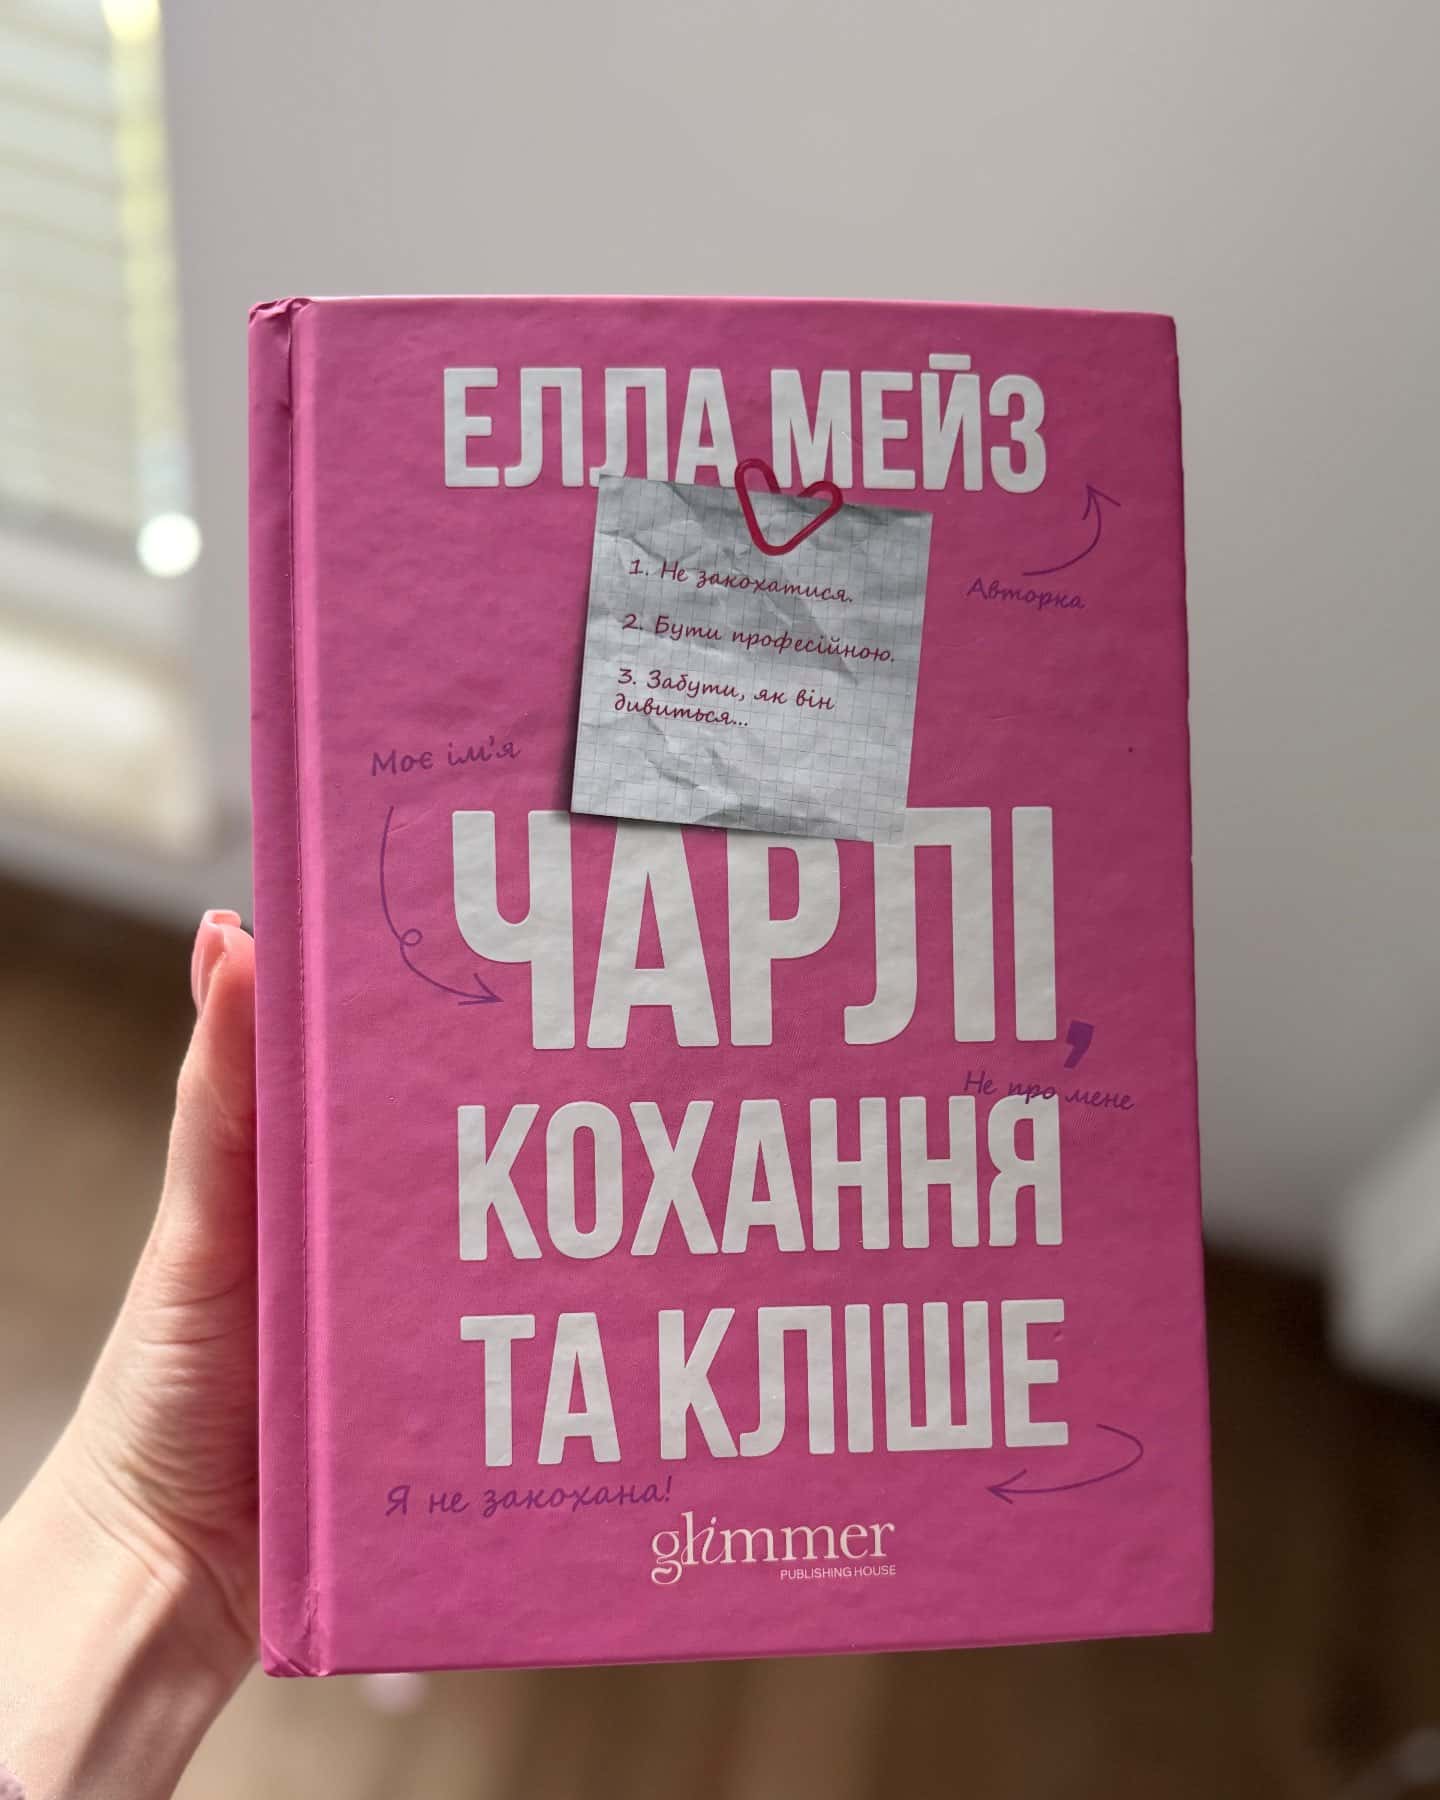 ЕЛЛА МЕЙЗ
1. Не закохатися.
2. Бути професійною.
3. Забути, як він
дивиться...
Авторка
Моє ім'я
ЧАРЛІ,
Не про мене
КОХАННЯ
ТА КЛІШЕ
Я не закохана!
glimmer
PUBLISHING HOUSE